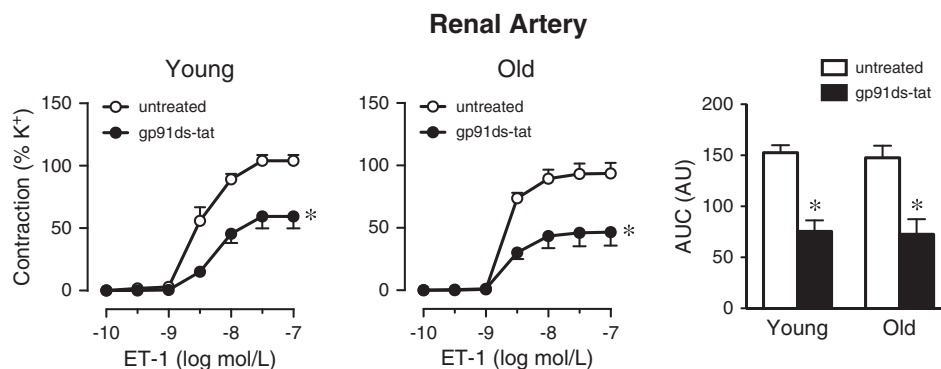 Renal Artery
Young
untreated
gp91ds-tat
Contraction (% K+)
150
100
50
0
*
-10 -9 -8 -7
ET-1 (log mol/L)
Old
untreated
gp91ds-tat
150
100
50
0
*
-10 -9 -8 -7
ET-1 (log mol/L)
untreated
gp91ds-tat
AUC (AU)
200
150
100
50
0
* *
Young Old